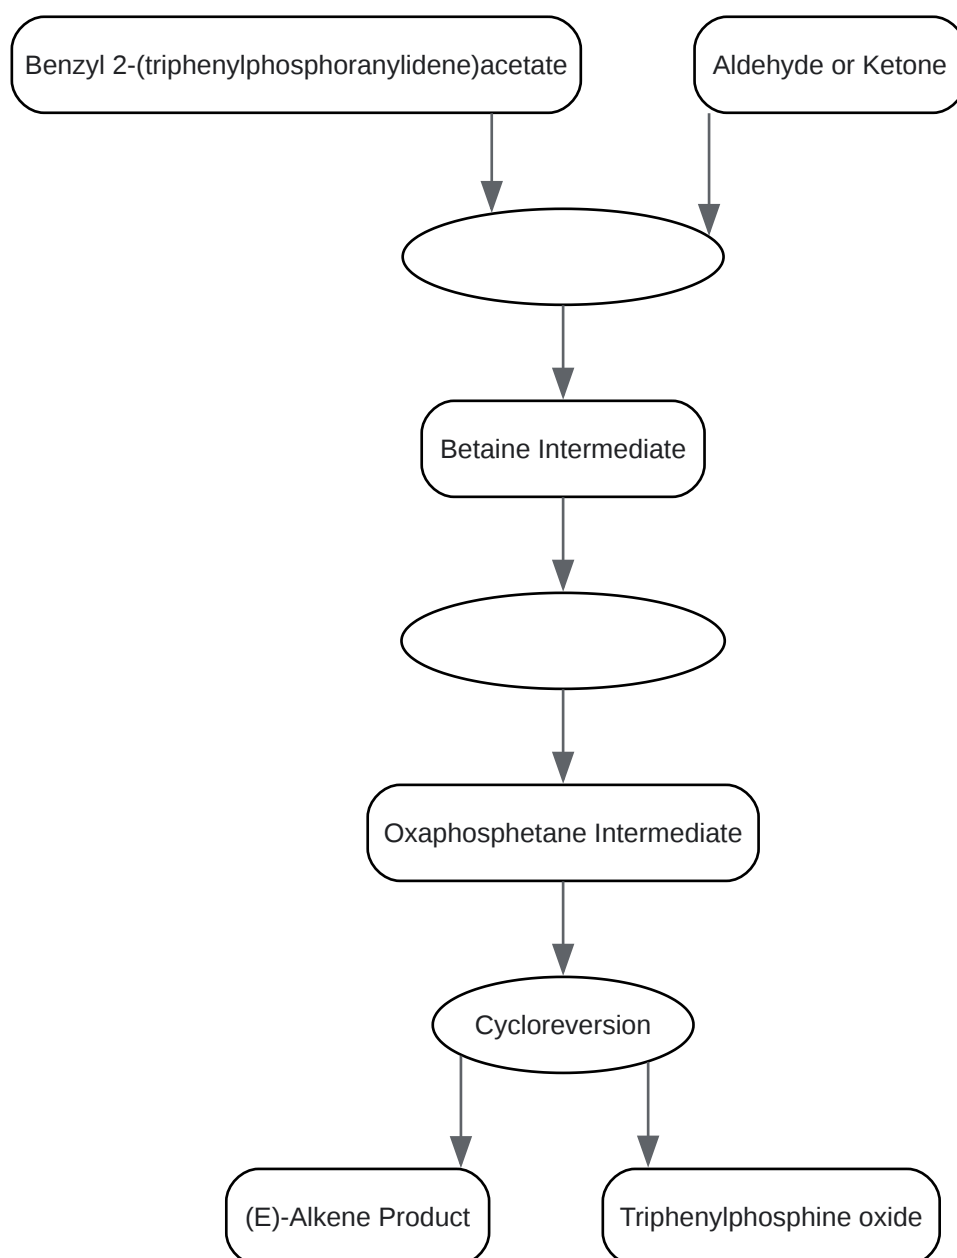 Benzyl 2-(triphenylphosphoranylidene)acetate
Aldehyde or Ketone
Betaine Intermediate
Oxaphosphetane Intermediate
Cycloreversion
(E)-Alkene Product
Triphenylphosphine oxide